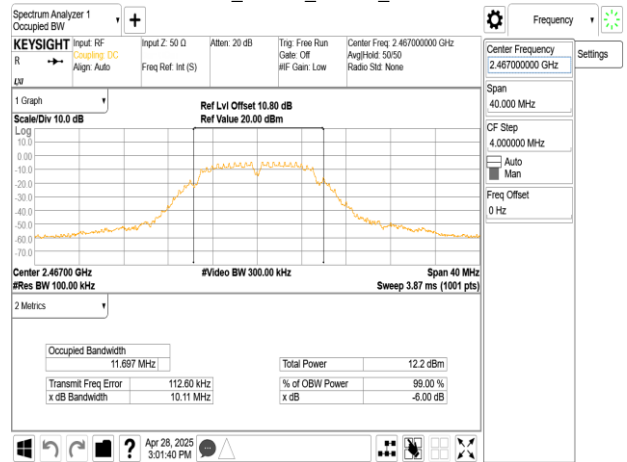 Spectrum Analyzer 1
Occupied BW
+
Frequency
KEYSIGHT
R
LXI
Input: RF
Coupling: DC
Align: Auto
Input Z: 50 Ω
Freq Ref: Int (S)
Atten: 20 dB
Trig: Free Run
Gate: Off
#IF Gain: Low
Center Freq: 2.467000000 GHz
Avg|Hold: 50/50
Radio Std: None
Center Frequency
2.467000000 GHz
Settings
Span
40.000 MHz
CF Step
4.000000 MHz
Auto
Man
Freq Offset
0 Hz
1 Graph
Scale/Div 10.0 dB
Ref Lvl Offset 10.80 dB
Ref Value 20.00 dBm
Log
10.0
0.00
-10.0
-20.0
-30.0
-40.0
-50.0
-60.0
-70.0
Center 2.46700 GHz
#Res BW 100.00 kHz
#Video BW 300.00 kHz
Span 40 MHz
Sweep 3.87 ms (1001 pts)
2 Metrics
Occupied Bandwidth
11.697 MHz
Total Power 12.2 dBm
Transmit Freq Error 112.60 kHz
% of OBW Power 99.00 %
x dB Bandwidth 10.11 MHz
x dB -6.00 dB
?
Apr 28, 2025
3:01:40 PM